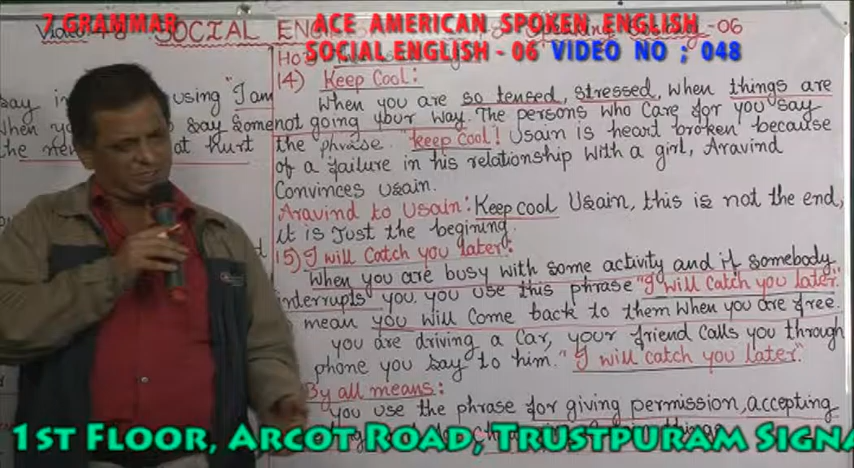 7 GRAMMAR
ACE AMERICAN SPOKEN ENGLISH
-06
SOCIAL ENGLISH - 06 VIDEO NO ; 048
SOCIAL
say
using "I am
say some
hurt
14) Keep Cool:
When you are so tensed, stressed, when things are
not going your way. The persons who care for you say
the phrase. "keep cool! Usain is heart broken because
of a failure in his relationship with a girl, Aravind
Convinces usain.
Aravind to Usain: Keep cool Usain, this is not the end,
it is Just the begining.
15) I will catch you later:
When you are busy with some activity and if somebody
interrupts you. you use this phrase "I will catch you later".
mean you will come back to them when you are free.
you are driving a car, your friend calls you through
phone you say to him. "I will catch you later".
By all means:
you use the phrase for giving permission, accepting
1ST FLOOR, ARCOT ROAD, TRUSTPURAM SIGNA